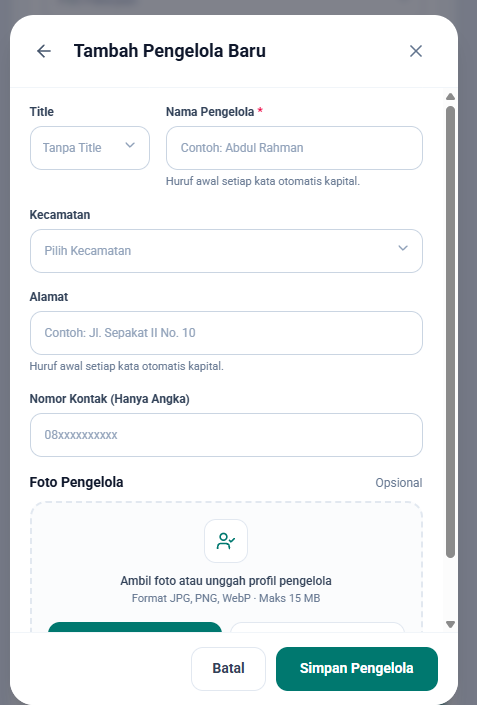 Tambah Pengelola Baru
Title
Nama Pengelola *
Tanpa Title
Contoh: Abdul Rahman
Huruf awal setiap kata otomatis kapital.
Kecamatan
Pilih Kecamatan
Alamat
Contoh: Jl. Sepakat II No. 10
Huruf awal setiap kata otomatis kapital.
Nomor Kontak (Hanya Angka)
08xxxxxxxxxx
Foto Pengelola
Opsional
Ambil foto atau unggah profil pengelola
Format JPG, PNG, WebP · Maks 15 MB
Batal
Simpan Pengelola